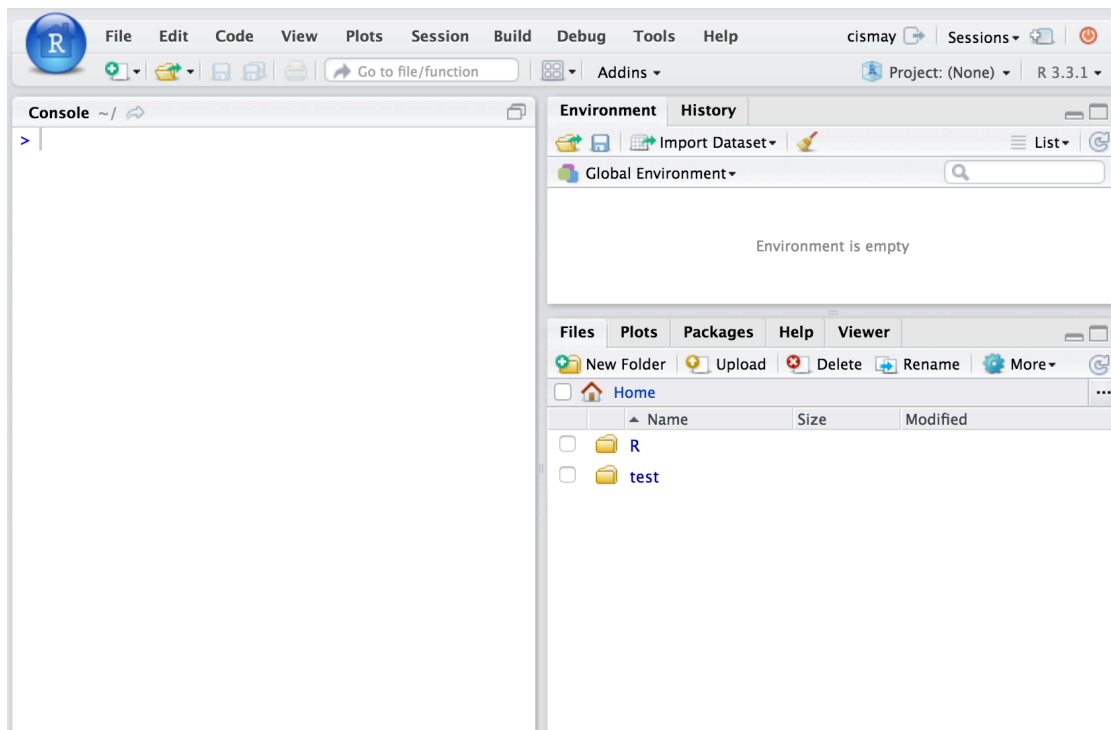 R File Edit Code View Plots Session Build Debug Tools Help cismay Sessions
Go to file/function Addins R Project: (None) R 3.3.1
Console ~/
>
Environment History
Import Dataset List
Global Environment
Environment is empty
Files Plots Packages Help Viewer
New Folder Upload Delete Rename More
Home ...
Name Size Modified
R
test